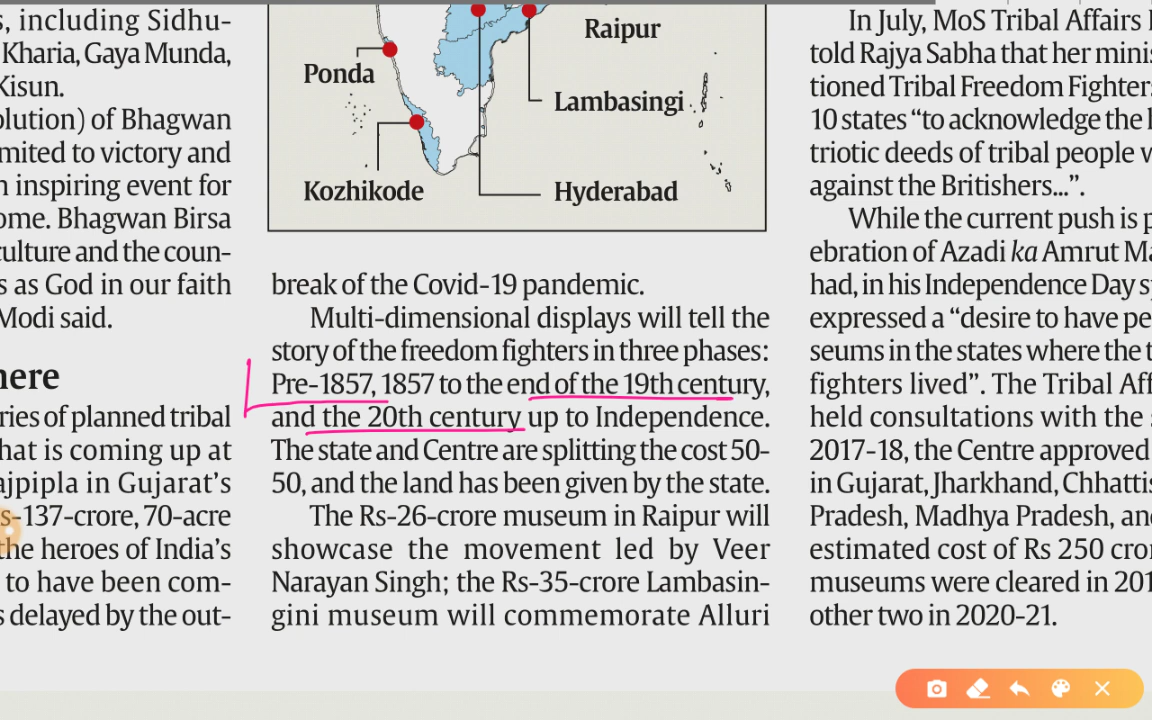 s, including Sidhu-
Kharia, Gaya Munda,
Kisun.
olution) of Bhagwan
mited to victory and
n inspiring event for
ome. Bhagwan Birsa
culture and the coun-
s as God in our faith
Modi said.
here
ries of planned tribal
hat is coming up at
ajpipla in Gujarat's
s-137-crore, 70-acre
the heroes of India's
to have been com-
s delayed by the out-
Raipur
Ponda
Lambasingi
Kozhikode
Hyderabad
break of the Covid-19 pandemic.
Multi-dimensional displays will tell the
story of the freedom fighters in three phases:
Pre-1857, 1857 to the end of the 19th century,
and the 20th century up to Independence.
The state and Centre are splitting the cost 50-
50, and the land has been given by the state.
The Rs-26-crore museum in Raipur will
showcase the movement led by Veer
Narayan Singh; the Rs-35-crore Lambasin-
gini museum will commemorate Alluri
In July, MoS Tribal Affairs
told Rajya Sabha that her minis
tioned Tribal Freedom Fighter
10 states “to acknowledge the h
triotic deeds of tribal people w
against the Britishers...”.
While the current push is p
ebration of Azadi ka Amrut Ma
had, in his Independence Day s
expressed a “desire to have pe
seums in the states where the t
fighters lived”. The Tribal Aff
held consultations with the s
2017-18, the Centre approved
in Gujarat, Jharkhand, Chhattis
Pradesh, Madhya Pradesh, an
estimated cost of Rs 250 cror
museums were cleared in 201
other two in 2020-21.